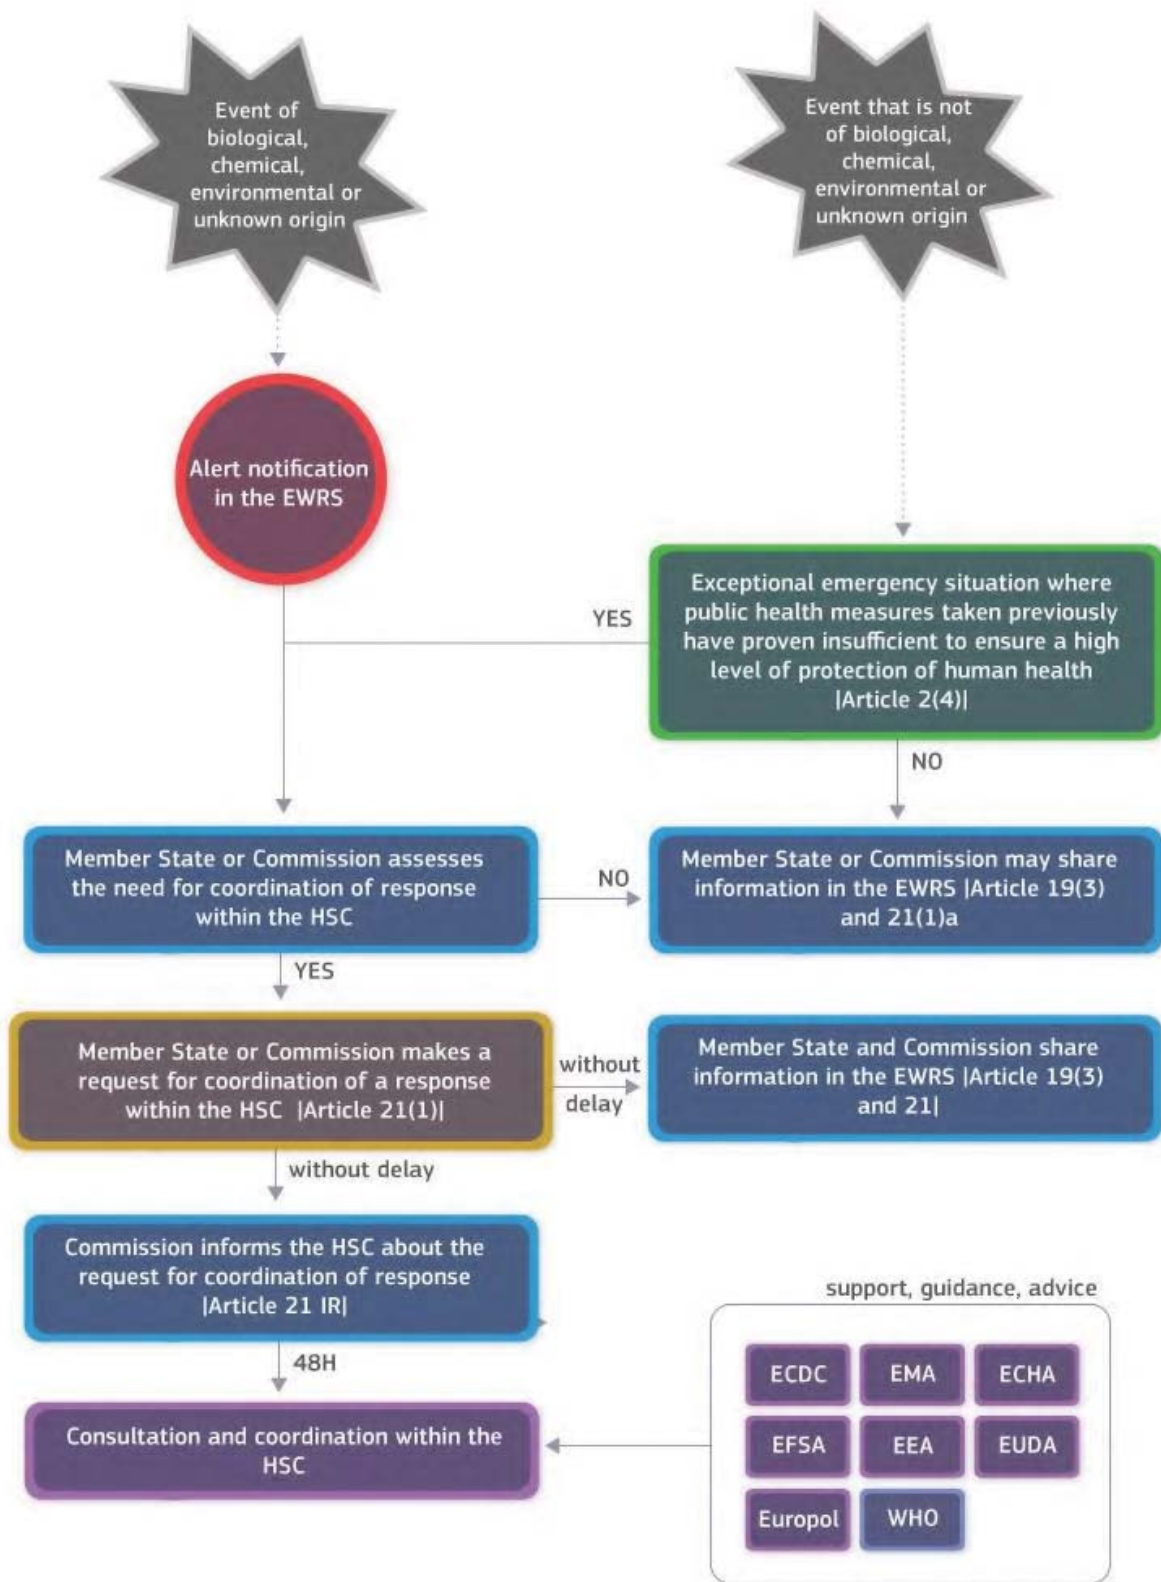 Event of
biological,
chemical,
environmental or
unknown origin
Event that is not
of biological,
chemical,
environmental or
unknown origin
Alert notification
in the EWRS
Exceptional emergency situation where
public health measures taken previously
have proven insufficient to ensure a high
level of protection of human health
|Article 2(4)|
YES
NO
Member State or Commission assesses
the need for coordination of response
within the HSC
NO
Member State or Commission may share
information in the EWRS |Article 19(3)
and 21(1)a
YES
Member State or Commission makes a
request for coordination of a response
within the HSC |Article 21(1)|
without
delay
Member State and Commission share
information in the EWRS |Article 19(3)
and 21|
without delay
Commission informs the HSC about the
request for coordination of response
|Article 21 IR|
48H
Consultation and coordination within the
HSC
support, guidance, advice
ECDC
EMA
ECHA
EFSA
EEA
EUDA
Europol
WHO